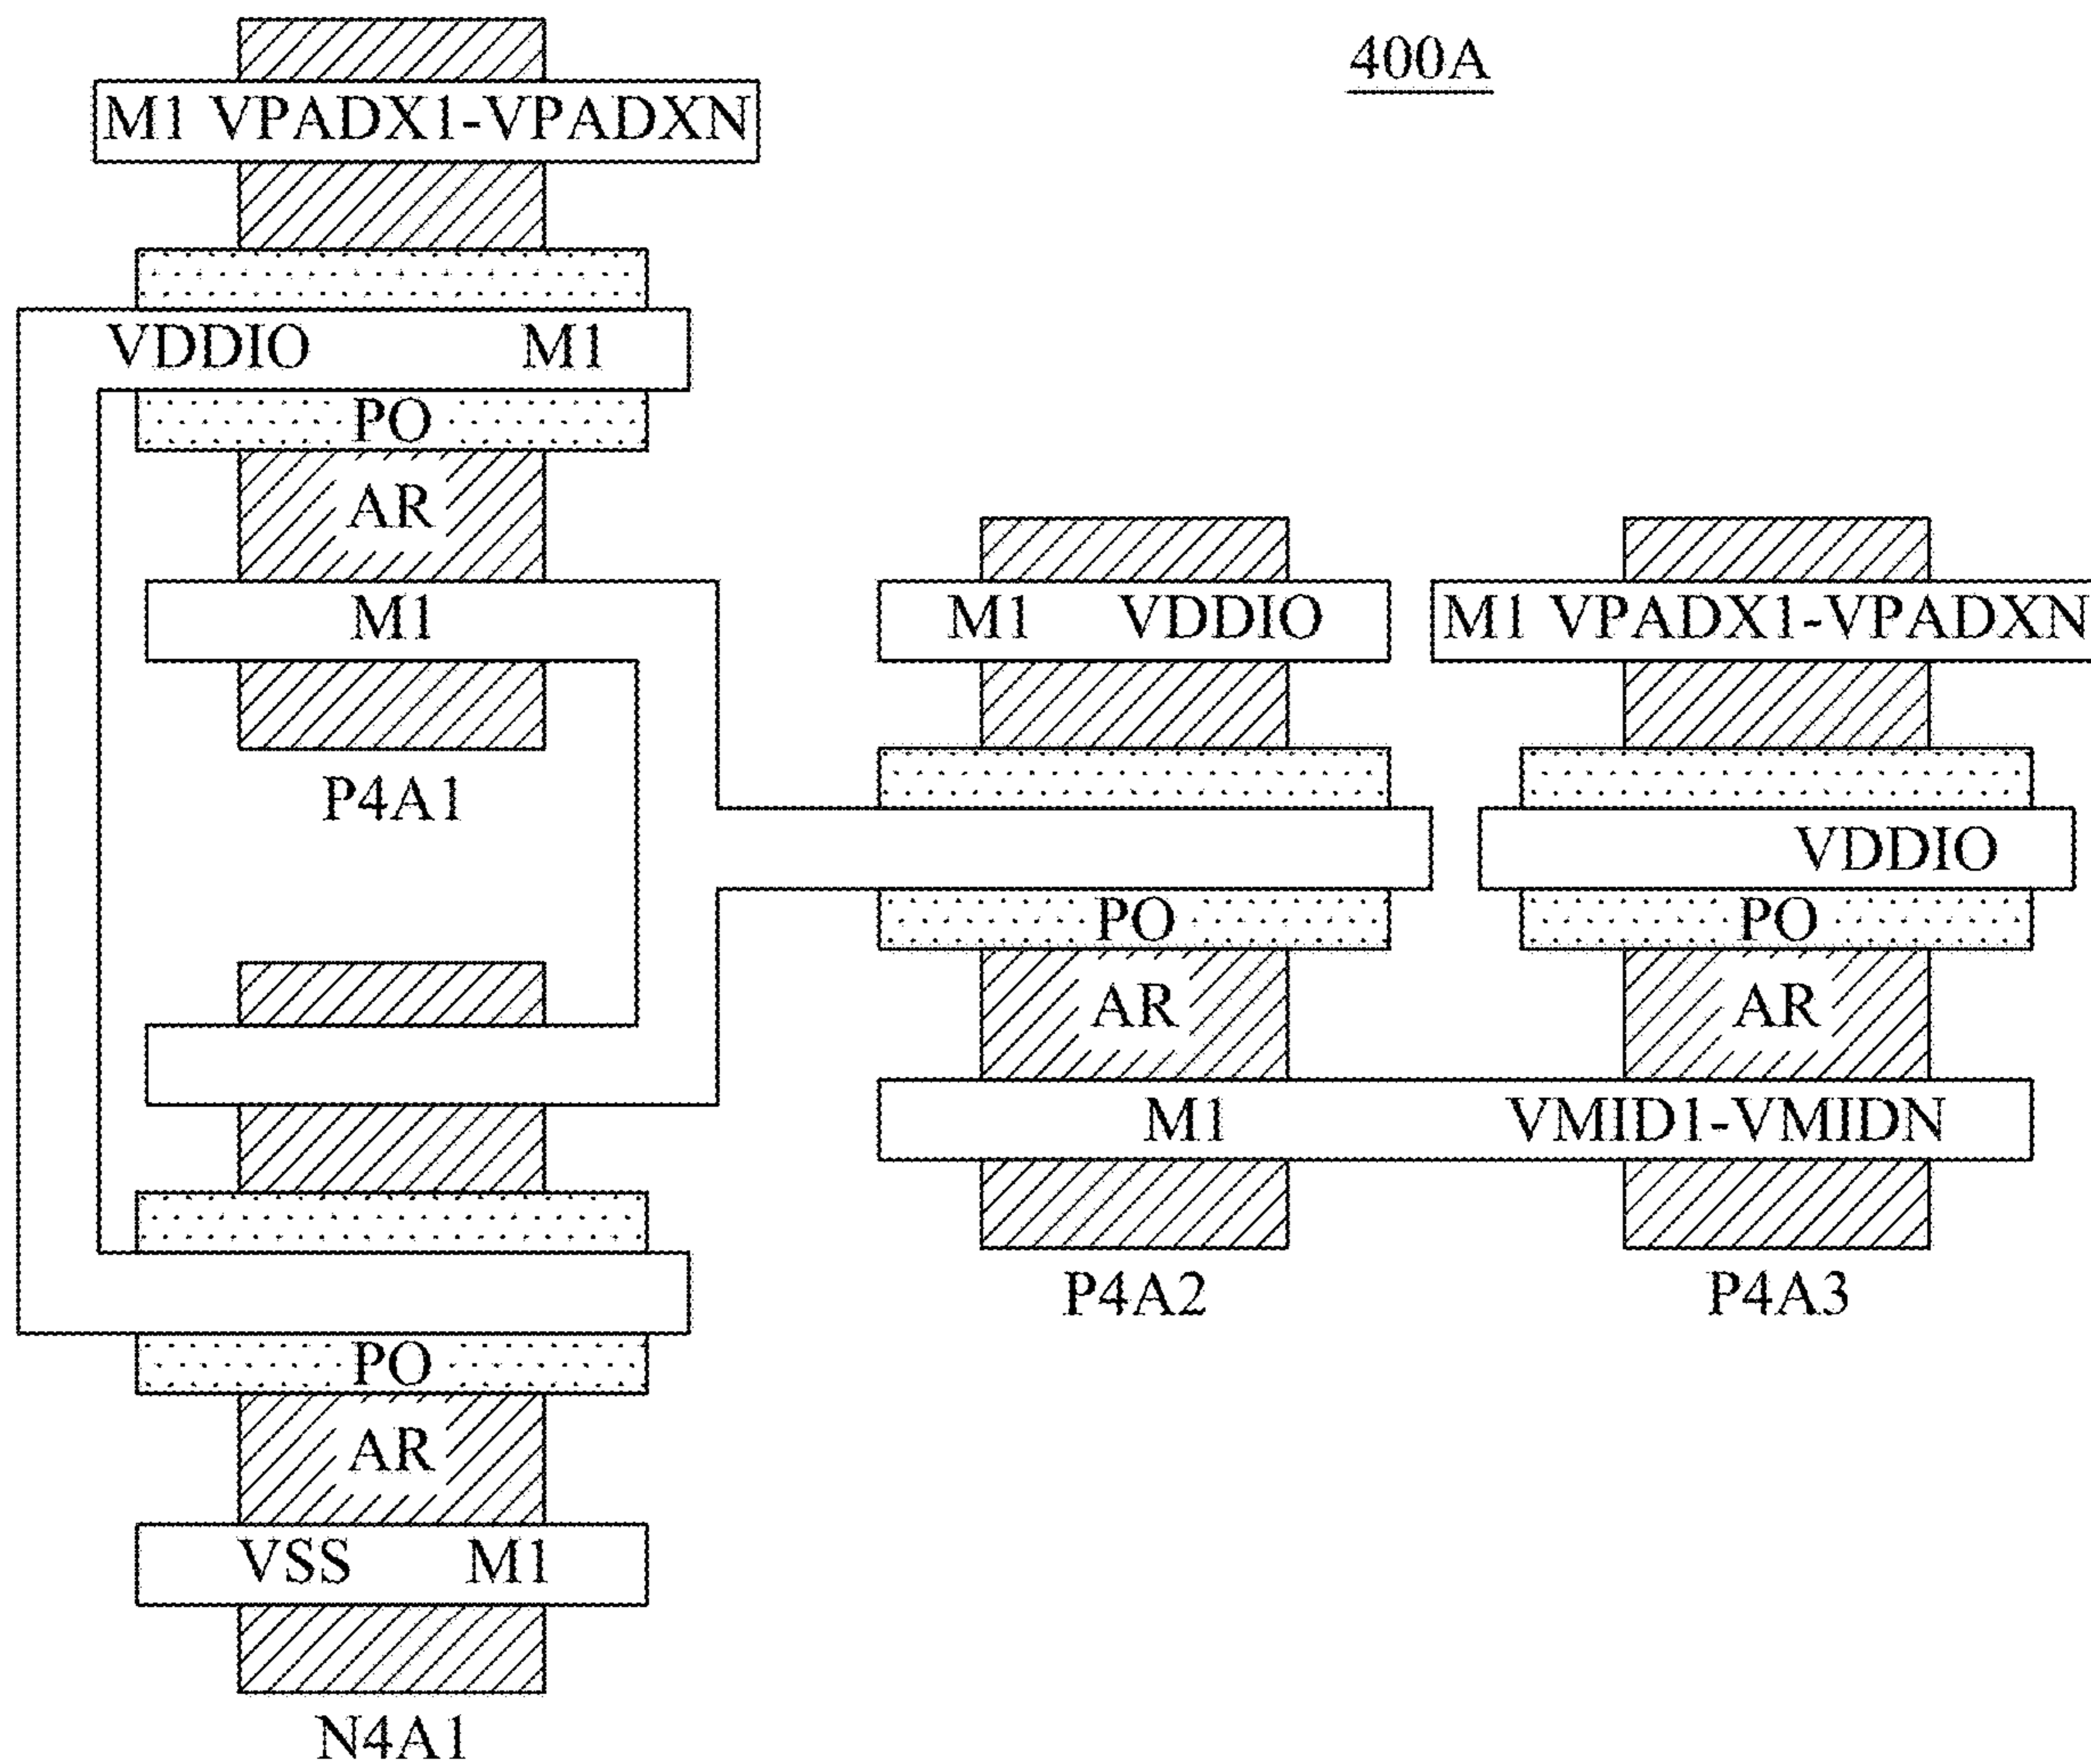 400A
M1 VPADX1-VPADXN
VDDIO M1
PO
AR
M1
M1 VDDIO
M1 VPADX1-VPADXN
P4A1
VDDIO
PO
PO
AR
AR
M1
VMID1-VMIDN
P4A2
P4A3
PO
AR
VSS M1
N4A1